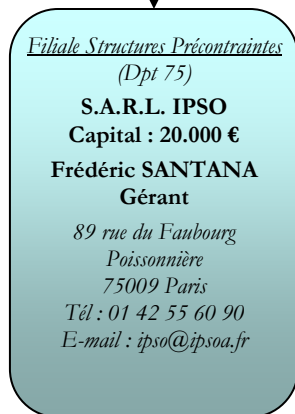 Filiale Structures Précontraintes
(Dpt 75)
S.A.R.L. IPSO
Capital : 20.000 €
Frédéric SANTANA
Gérant
89 rue du Faubourg
Poissonnière
75009 Paris
Tél : 01 42 55 60 90
E-mail : ipso@ipsoa.fr